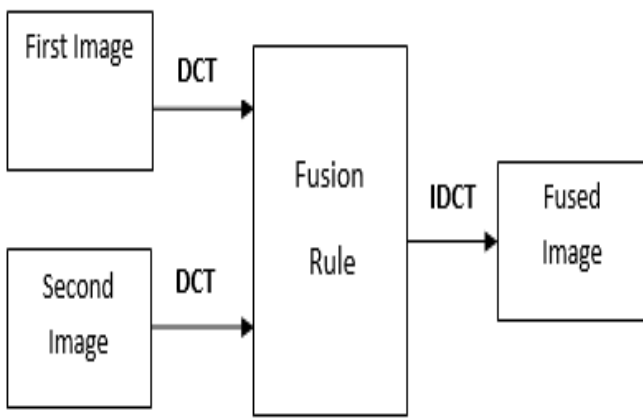 First Image
DCT
Fusion
Rule
IDCT
Fused
Image
Second
Image
DCT